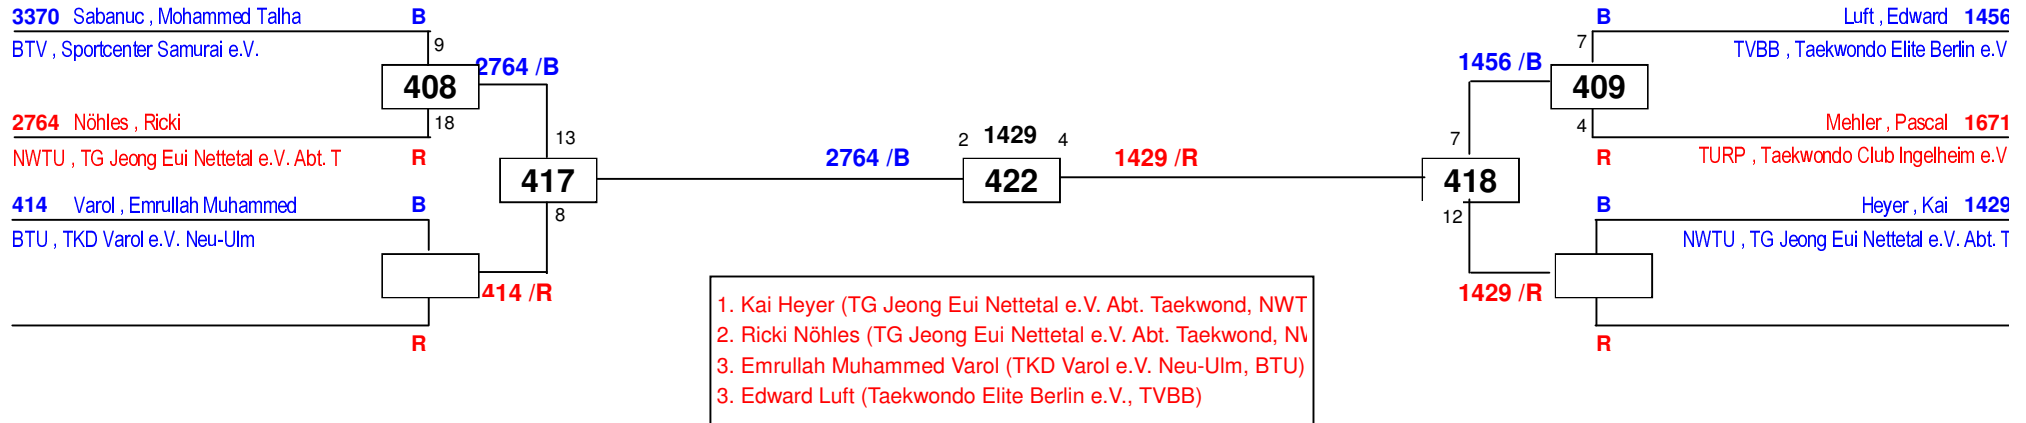 3370 Sabanuc , Mohammed Talha B
BTV , Sportcenter Samurai e.V.
9
408
2764 /B
18
2764 Nöhles , Ricki
NWTU , TG Jeong Eui Nettetal e.V. Abt. T R
13
417
8
414 Varol , Emrullah Muhammed B
BTU , TKD Varol e.V. Neu-Ulm
414 /R
R
2764 /B
2 1429 4
422
1429 /R
B Luft , Edward 1456
7
TVBB , Taekwondo Elite Berlin e.V
1456 /B
409
4
Mehler , Pascal 1671
R TURP , Taekwondo Club Ingelheim e.V
7
418
12
B Heyer , Kai 1429
NWTU , TG Jeong Eui Nettetal e.V. Abt. T
1429 /R
R
1. Kai Heyer (TG Jeong Eui Nettetal e.V. Abt. Taekwond, NWT
2. Ricki Nöhles (TG Jeong Eui Nettetal e.V. Abt. Taekwond,
3. Emrullah Muhammed Varol (TKD Varol e.V. Neu-Ulm, BTU)
3. Edward Luft (Taekwondo Elite Berlin e.V., TVBB)